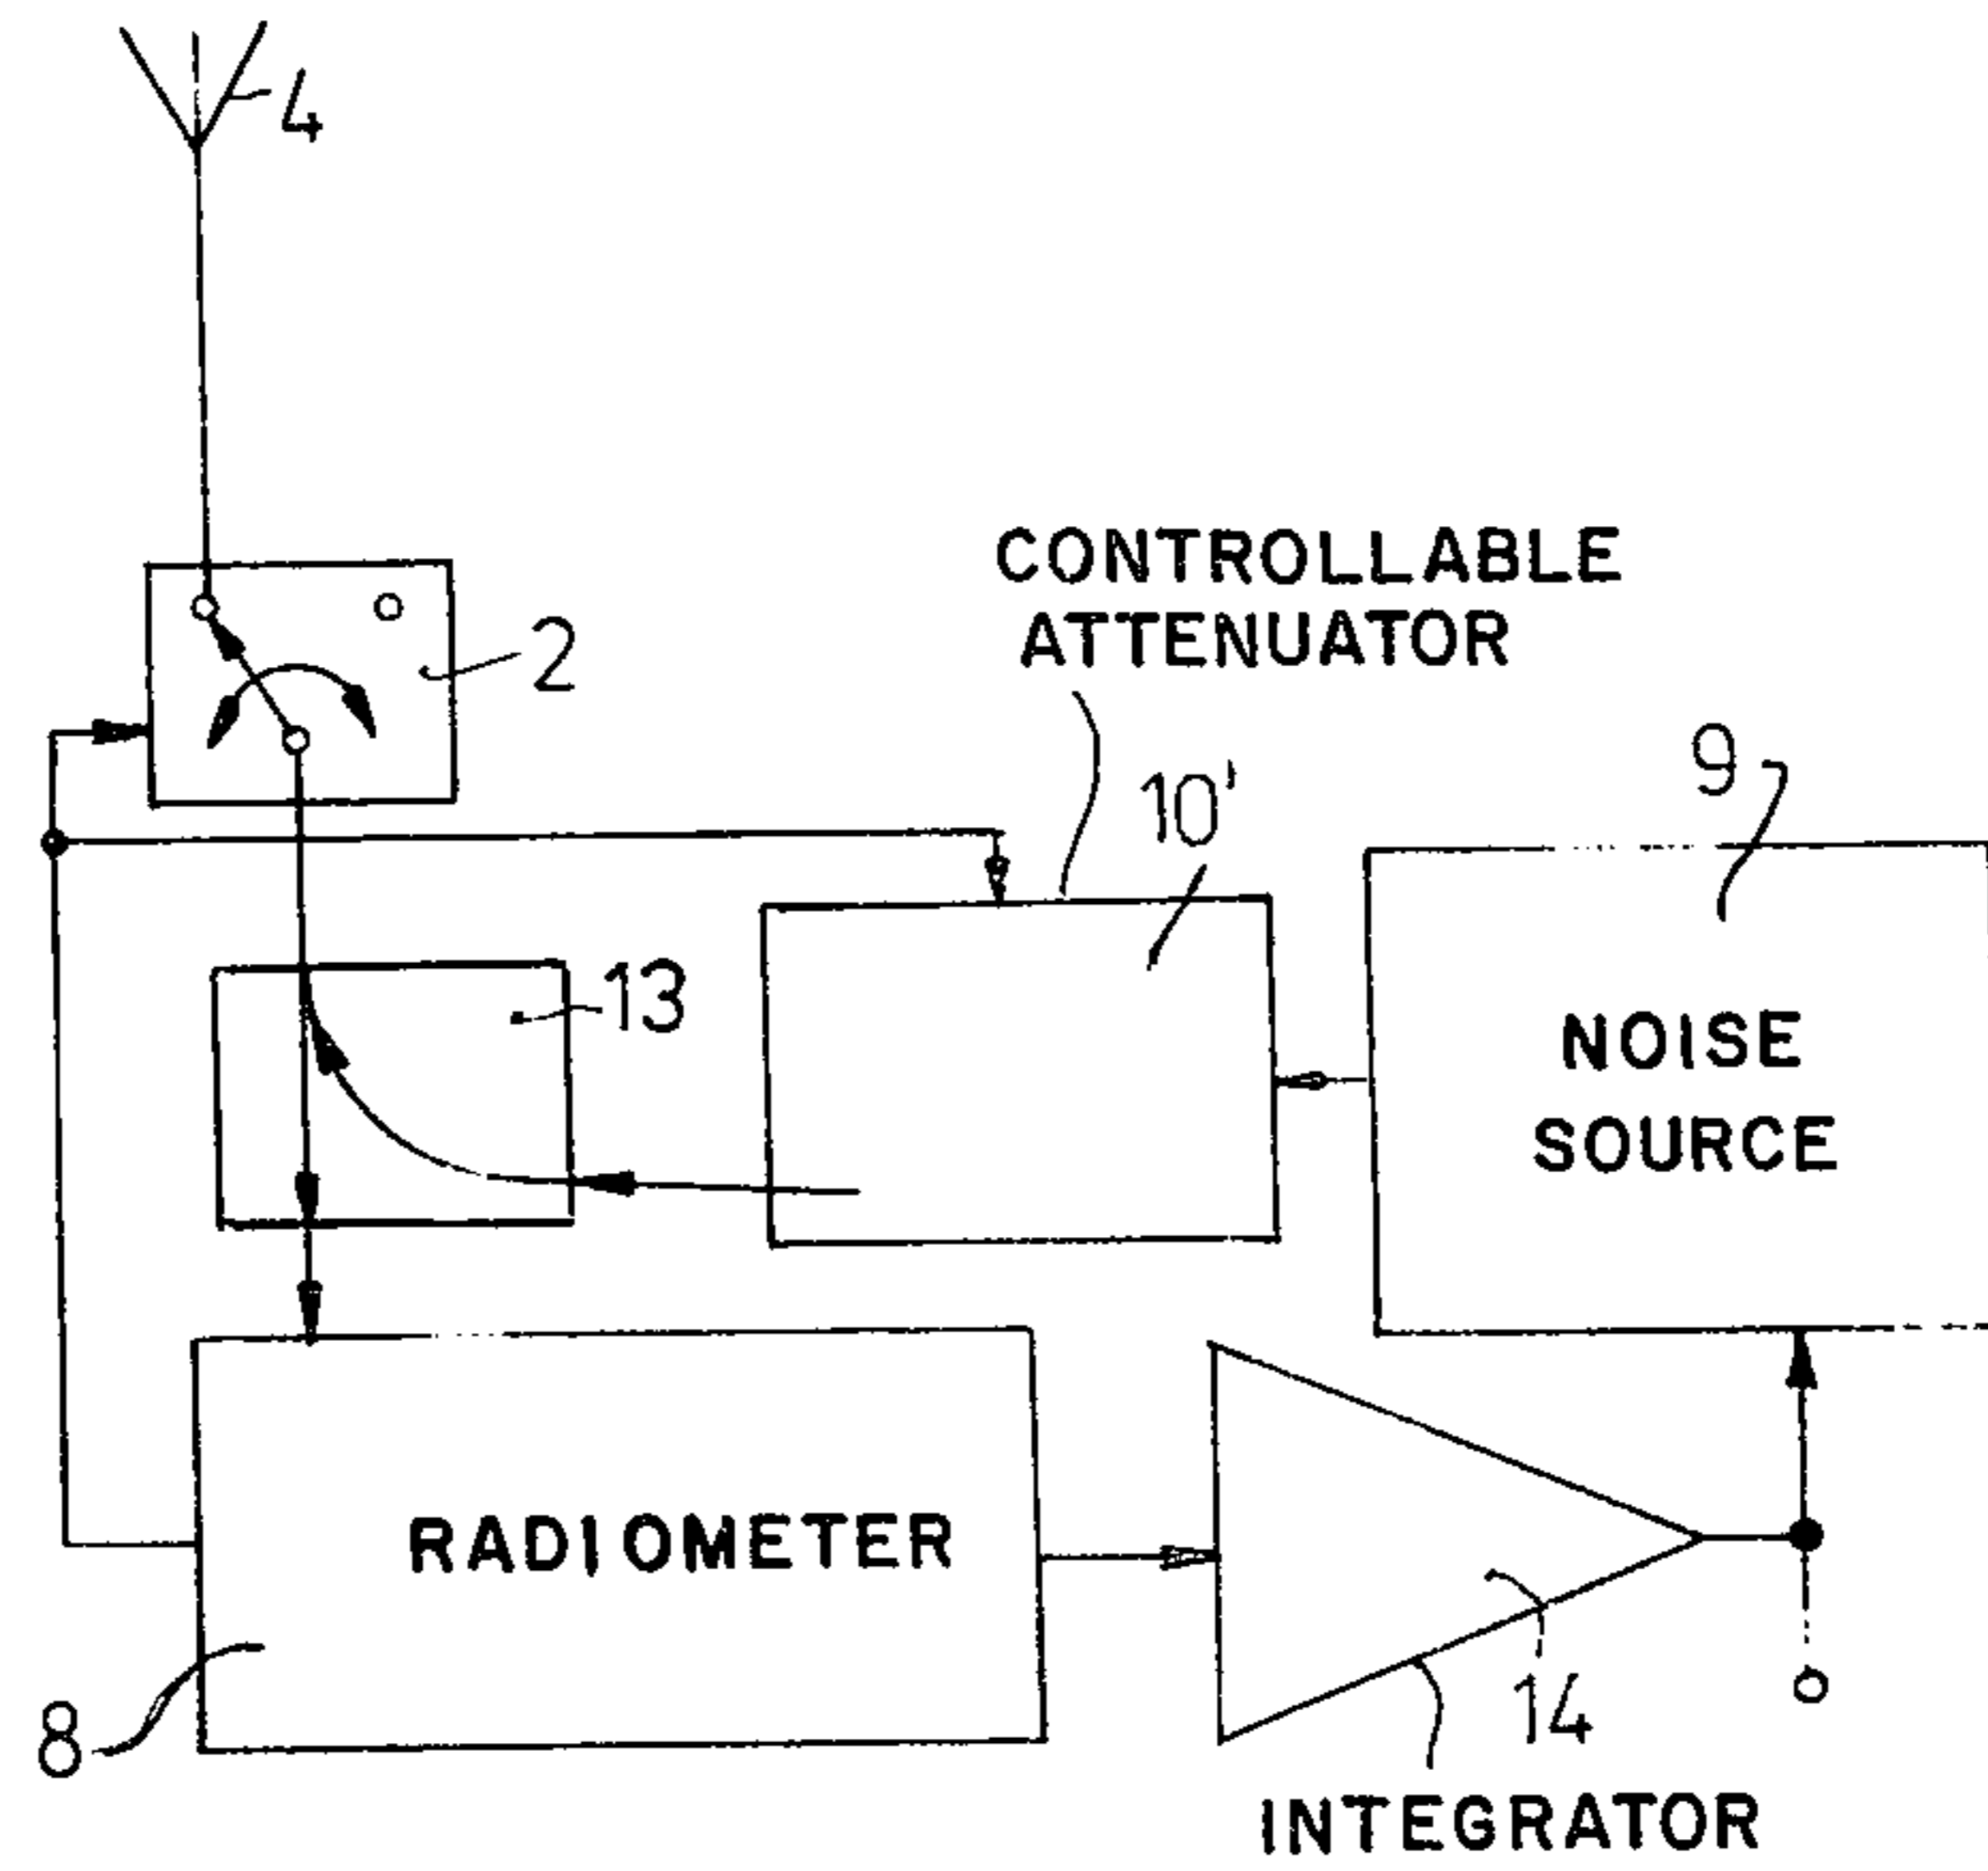 4
2
CONTROLLABLE
ATTENUATOR
10'
9
13
NOISE
SOURCE
RADIOMETER
8
14
INTEGRATOR